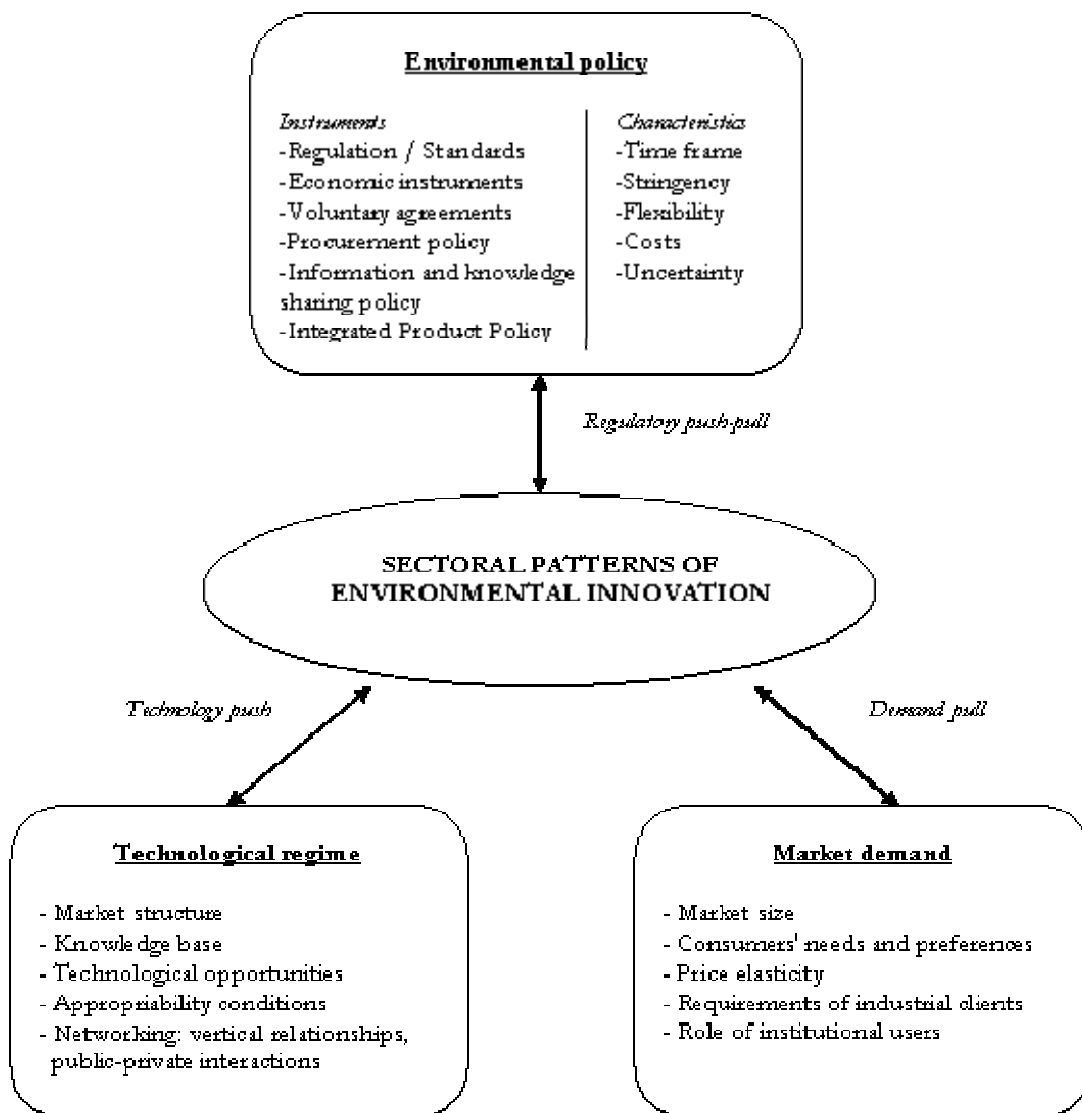 Environmental policy
Instruments
-Regulation / Standards
-Economic instruments
-Voluntary agreements
-Procurement policy
-Information and knowledge
sharing policy
-Integrated Product Policy
Characteristics
-Time frame
-Stringency
-Flexibility
-Costs
-Uncertainty
Regulatory push-pull
SECTORAL PATTERNS OF
ENVIRONMENTAL INNOVATION
Technology push
Demand pull
Technological regime
- Market structure
- Knowledge base
- Technological opportunities
- Appropriability conditions
- Networking: vertical relationships,
public-private interactions
Market demand
- Market size
- Consumers' needs and preferences
- Price elasticity
- Requirements of industrial clients
- Role of institutional users